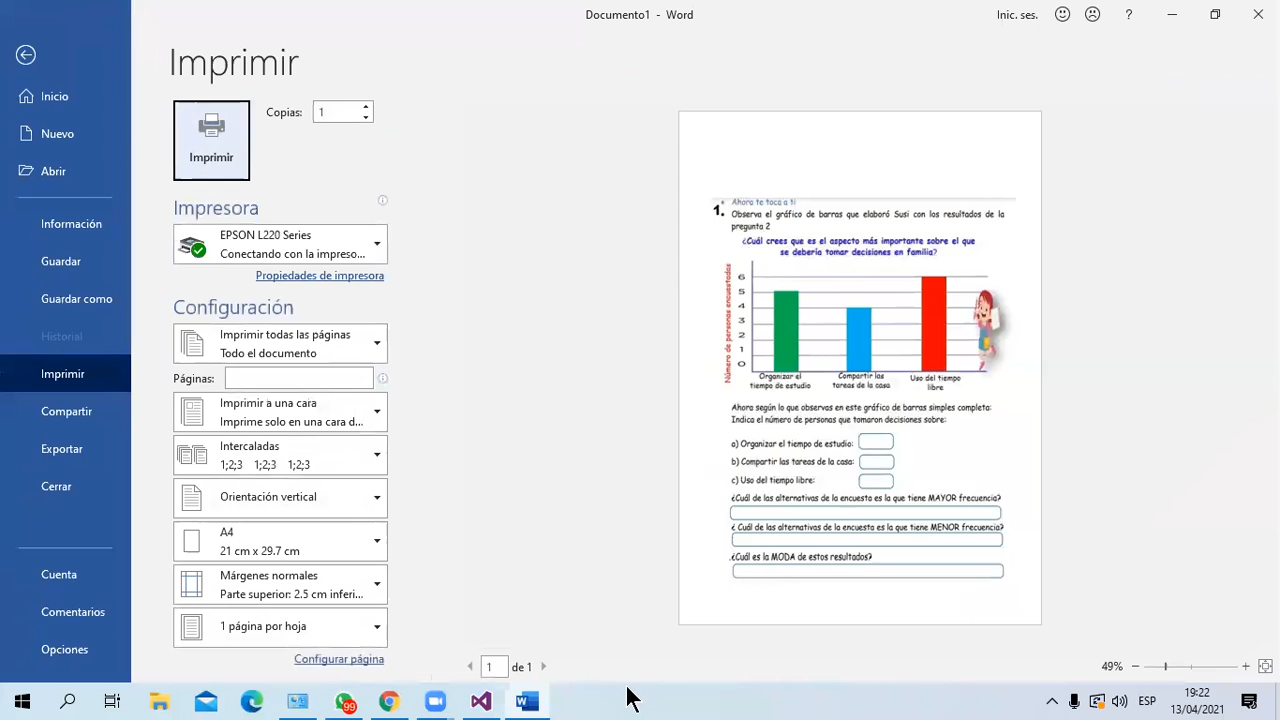 Documento1 - Word
Inic. ses.
?
Imprimir
Inicio
Nuevo
Abrir
Información
Guardar
Guardar como
Historial
Imprimir
Compartir
Exportar
Cerrar
Cuenta
Comentarios
Opciones
Imprimir
Copias: 1
Impresora
EPSON L220 Series
Conectando con la impreso...
Propiedades de impresora
Configuración
Imprimir todas las páginas
Todo el documento
Páginas:
Imprimir a una cara
Imprime solo en una cara d...
Intercaladas
1;2;3 1;2;3 1;2;3
Orientación vertical
A4
21 cm x 29.7 cm
Márgenes normales
Parte superior: 2.5 cm inferi...
1 página por hoja
Configurar página
Ahora te toca a ti
1. Observa el gráfico de barras que elaboró Susi con los resultados de la
pregunta 2
¿Cuál crees que es el aspecto más importante sobre el que
se debería tomar decisiones en familia?
Número de personas encuestadas
6
5
4
3
2
1
0
Organizar el
tiempo de estudio
Compartir las
tareas de la casa
Uso del tiempo
libre
Ahora según lo que observas en este gráfico de barras simples completa:
Indica el número de personas que tomaron decisiones sobre:
a) Organizar el tiempo de estudio:
b) Compartir las tareas de la casa:
c) Uso del tiempo libre:
¿Cuál de las alternativas de la encuesta es la que tiene MAYOR frecuencia?
¿ Cuál de las alternativas de la encuesta es la que tiene MENOR frecuencia?
¿Cuál es la MODA de estos resultados?
1 de 1
49%
99
ESP
19:22
13/04/2021